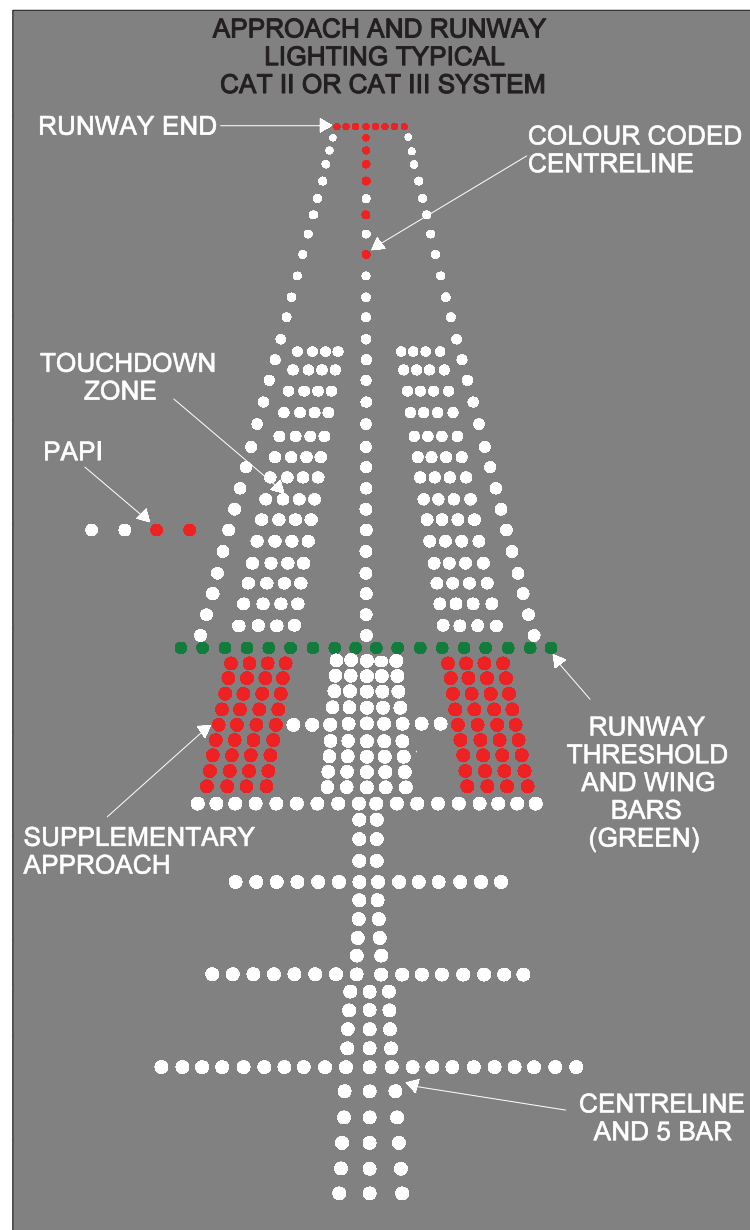 APPROACH AND RUNWAY
LIGHTING TYPICAL
CAT II OR CAT III SYSTEM
RUNWAY END
COLOUR CODED
CENTRELINE
TOUCHDOWN
ZONE
PAPI
RUNWAY
THRESHOLD
AND WING
BARS
(GREEN)
SUPPLEMENTARY
APPROACH
CENTRELINE
AND 5 BAR